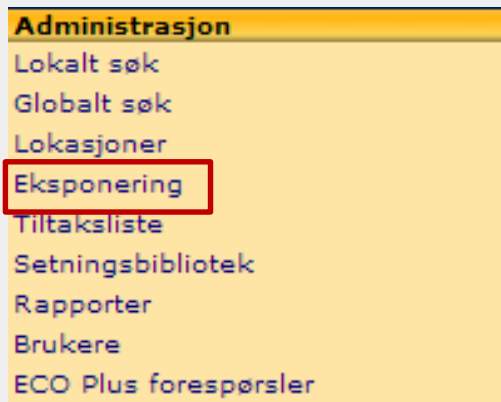 Administrasjon
Lokalt søk
Globalt søk
Lokasjoner
Eksponering
Tiltaksliste
Setningsbibliotek
Rapporter
Brukere
ECO Plus forespørsler